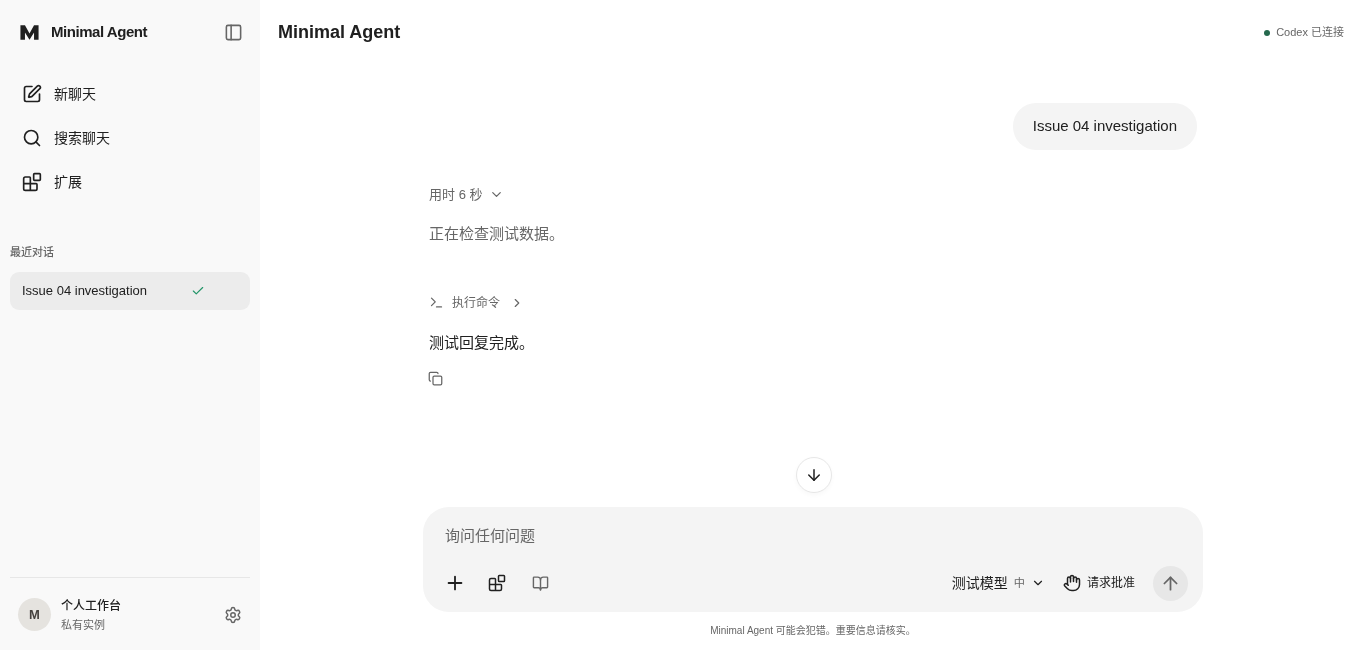 Minimal Agent
新聊天
搜索聊天
扩展
最近对话
Issue 04 investigation
M
个人工作台
私有实例
Minimal Agent
Codex 已连接
Issue 04 investigation
用时 6 秒
正在检查测试数据。
执行命令
测试回复完成。
询问任何问题
测试模型 中
请求批准
Minimal Agent 可能会犯错。重要信息请核实。